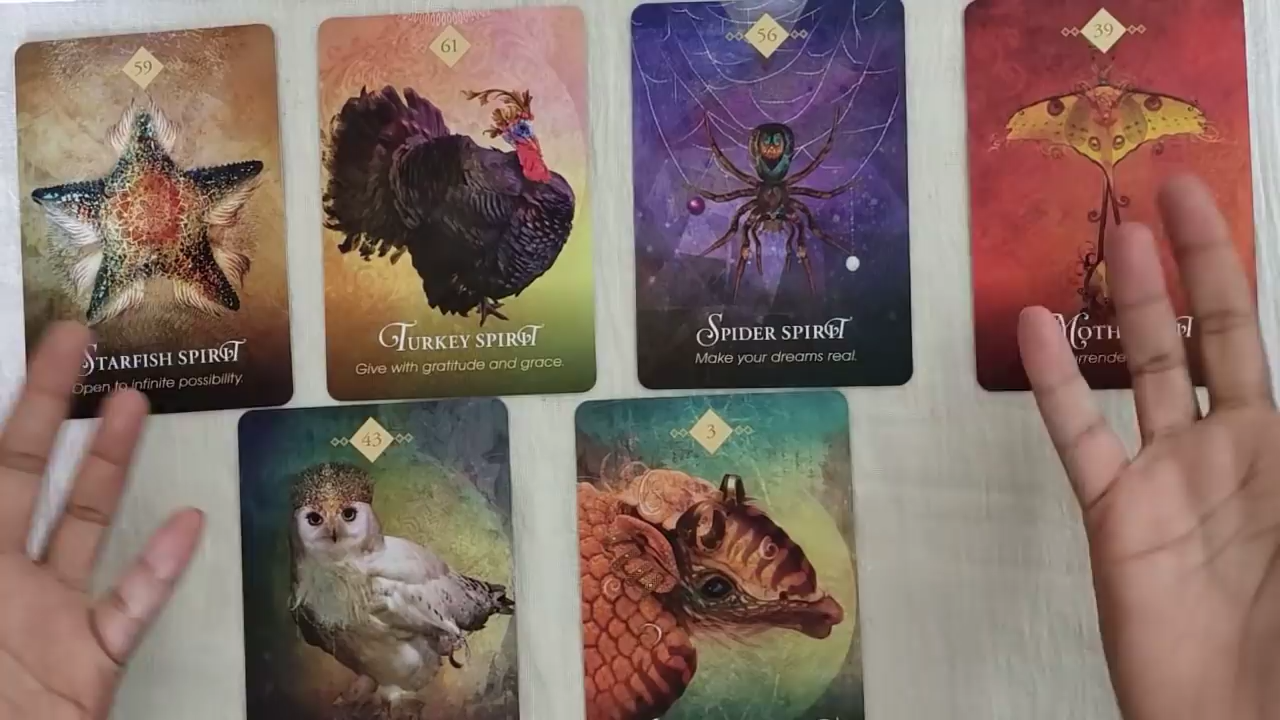 59
STARFISH SPIRIT
Open to infinite possibility.
61
TURKEY SPIRIT
Give with gratitude and grace.
56
SPIDER SPIRIT
Make your dreams real.
39
MOTH
43
3